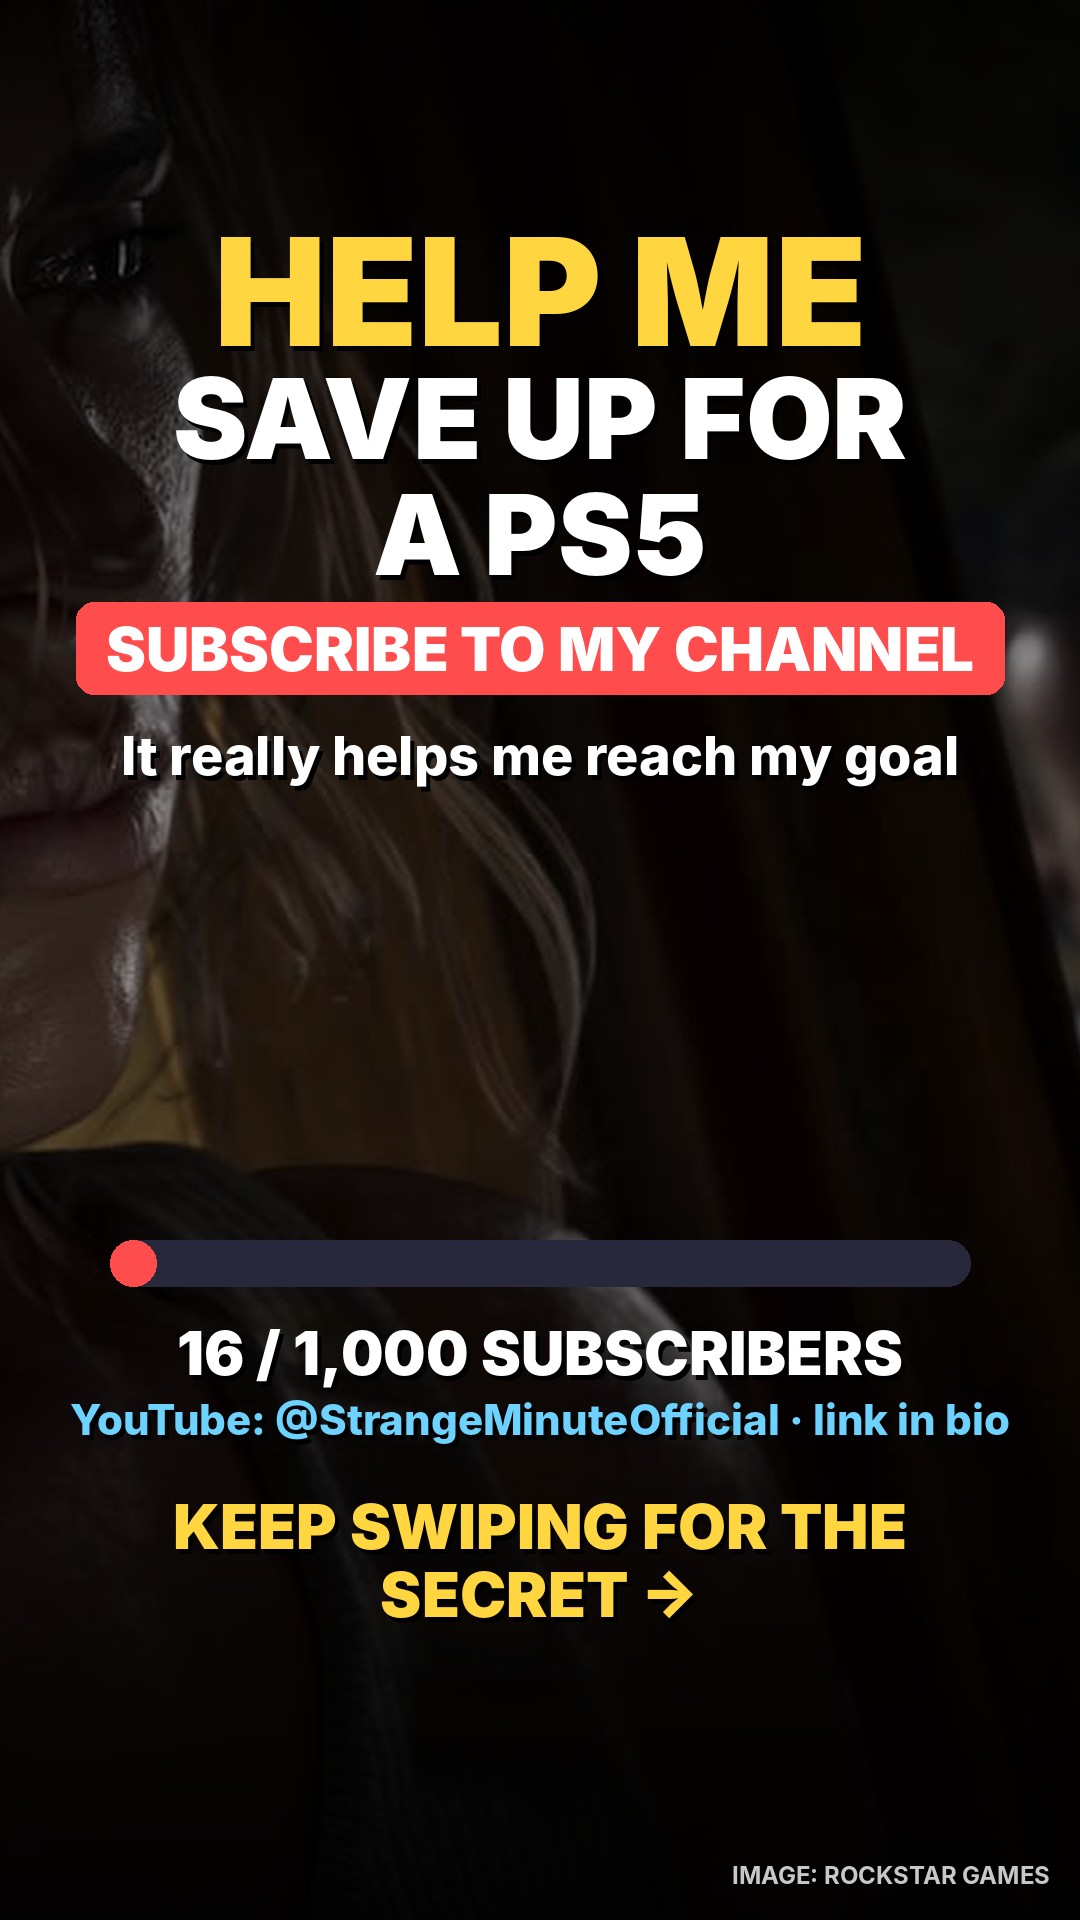 HELP ME
SAVE UP FOR
A PS5
SUBSCRIBE TO MY CHANNEL
It really helps me reach my goal
16 / 1,000 SUBSCRIBERS
YouTube: @StrangeMinuteOfficial · link in bio
KEEP SWIPING FOR THE
SECRET →
IMAGE: ROCKSTAR GAMES